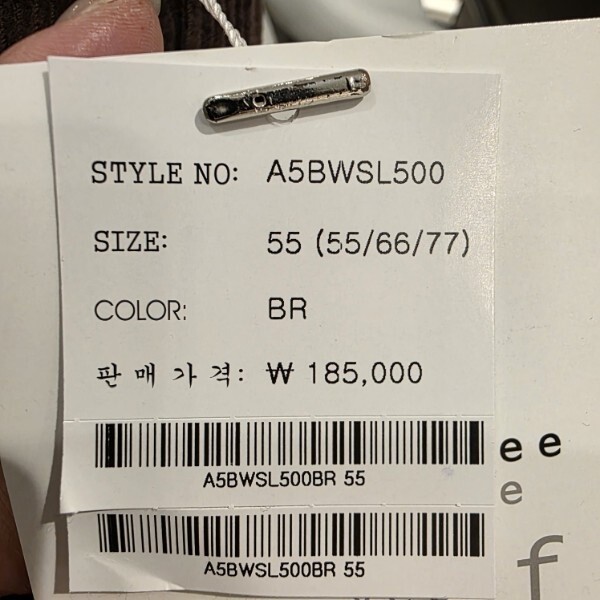 STYLE NO: A5BWSL500
SIZE: 55 (55/66/77)
COLOR: BR
판매가격: ₩ 185,000
A5BWSL500BR 55
ee
e
A5BWSL500BR 55
f